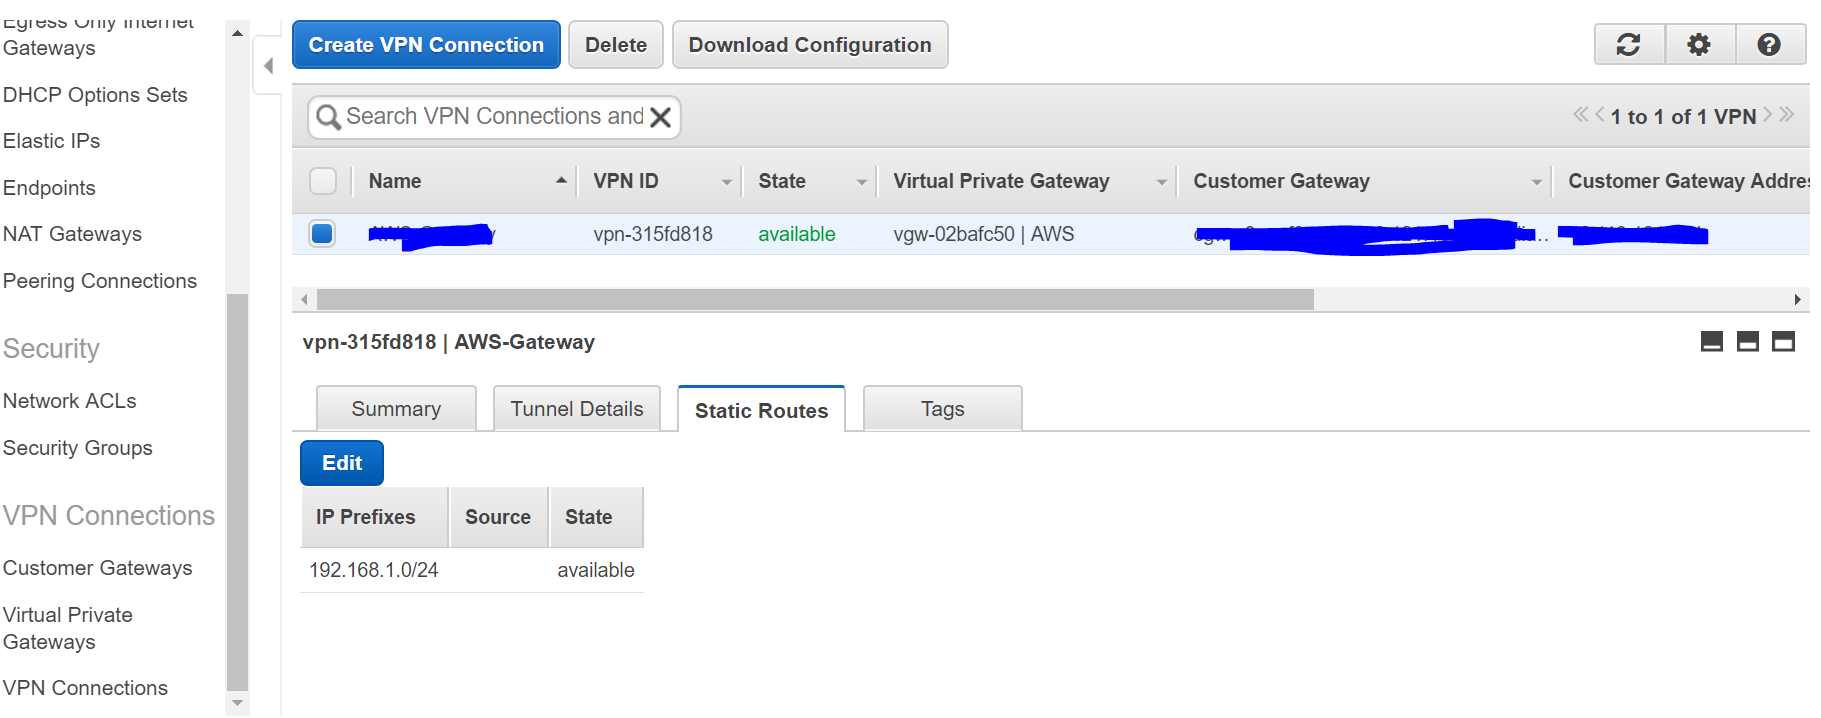 Egress Only Internet
Gateways
DHCP Options Sets
Elastic IPs
Endpoints
NAT Gateways
Peering Connections
Security
Network ACLs
Security Groups
VPN Connections
Customer Gateways
Virtual Private
Gateways
VPN Connections
Create VPN Connection Delete Download Configuration
Search VPN Connections and
1 to 1 of 1 VPN
Name VPN ID State Virtual Private Gateway Customer Gateway Customer Gateway Addres
vpn-315fd818 available vgw-02bafc50 | AWS
vpn-315fd818 | AWS-Gateway
Summary Tunnel Details Static Routes Tags
Edit
IP Prefixes Source State
192.168.1.0/24 available